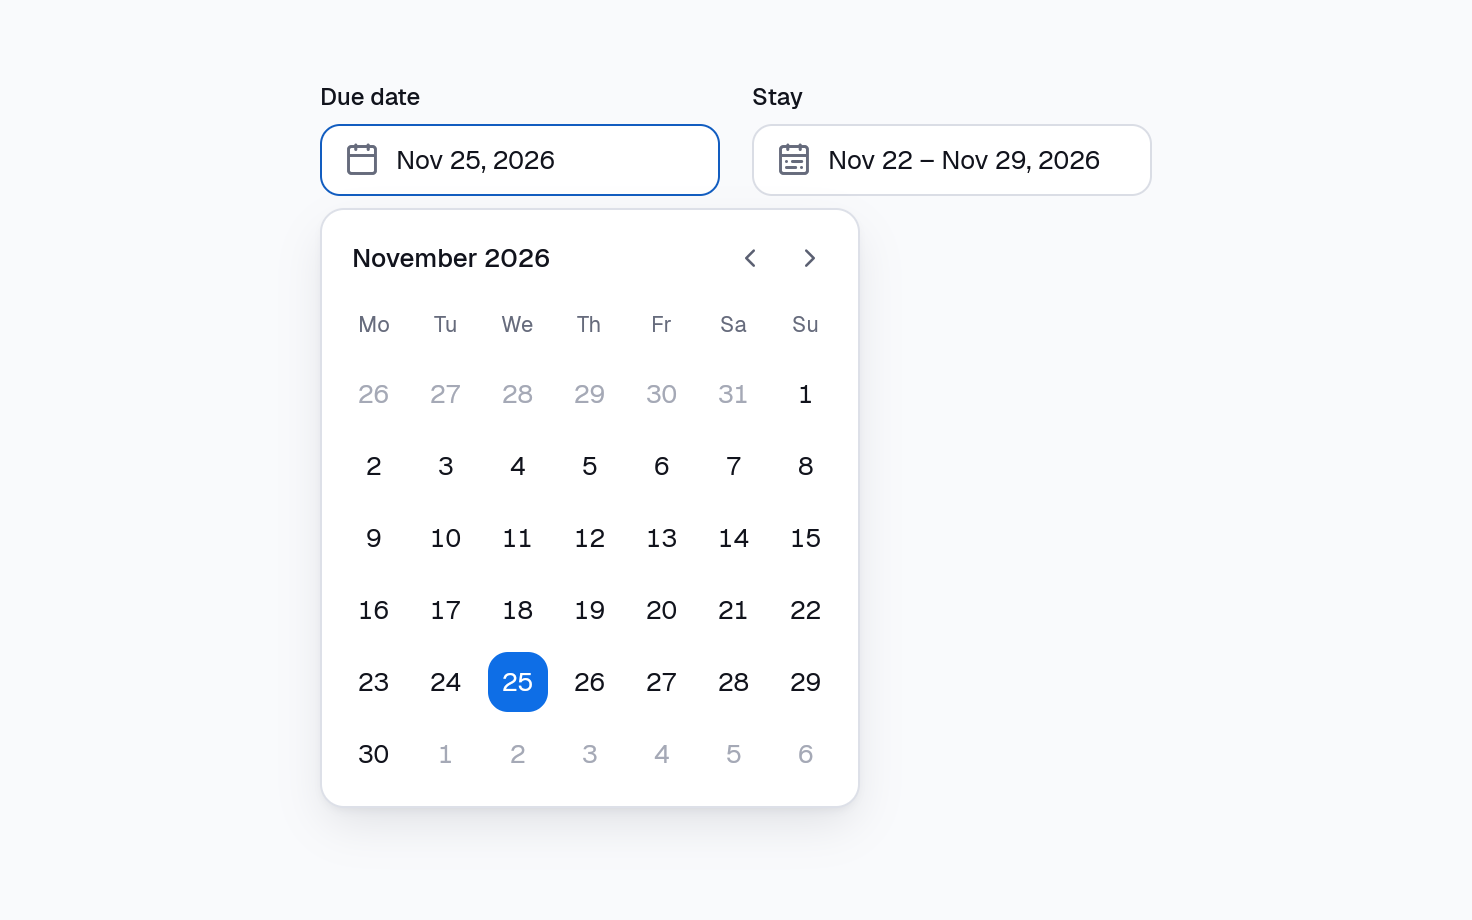 Due date
Nov 25, 2026
Stay
Nov 22 – Nov 29, 2026
November 2026
Mo Tu We Th Fr Sa Su
26 27 28 29 30 31 1
2 3 4 5 6 7 8
9 10 11 12 13 14 15
16 17 18 19 20 21 22
23 24 25 26 27 28 29
30 1 2 3 4 5 6